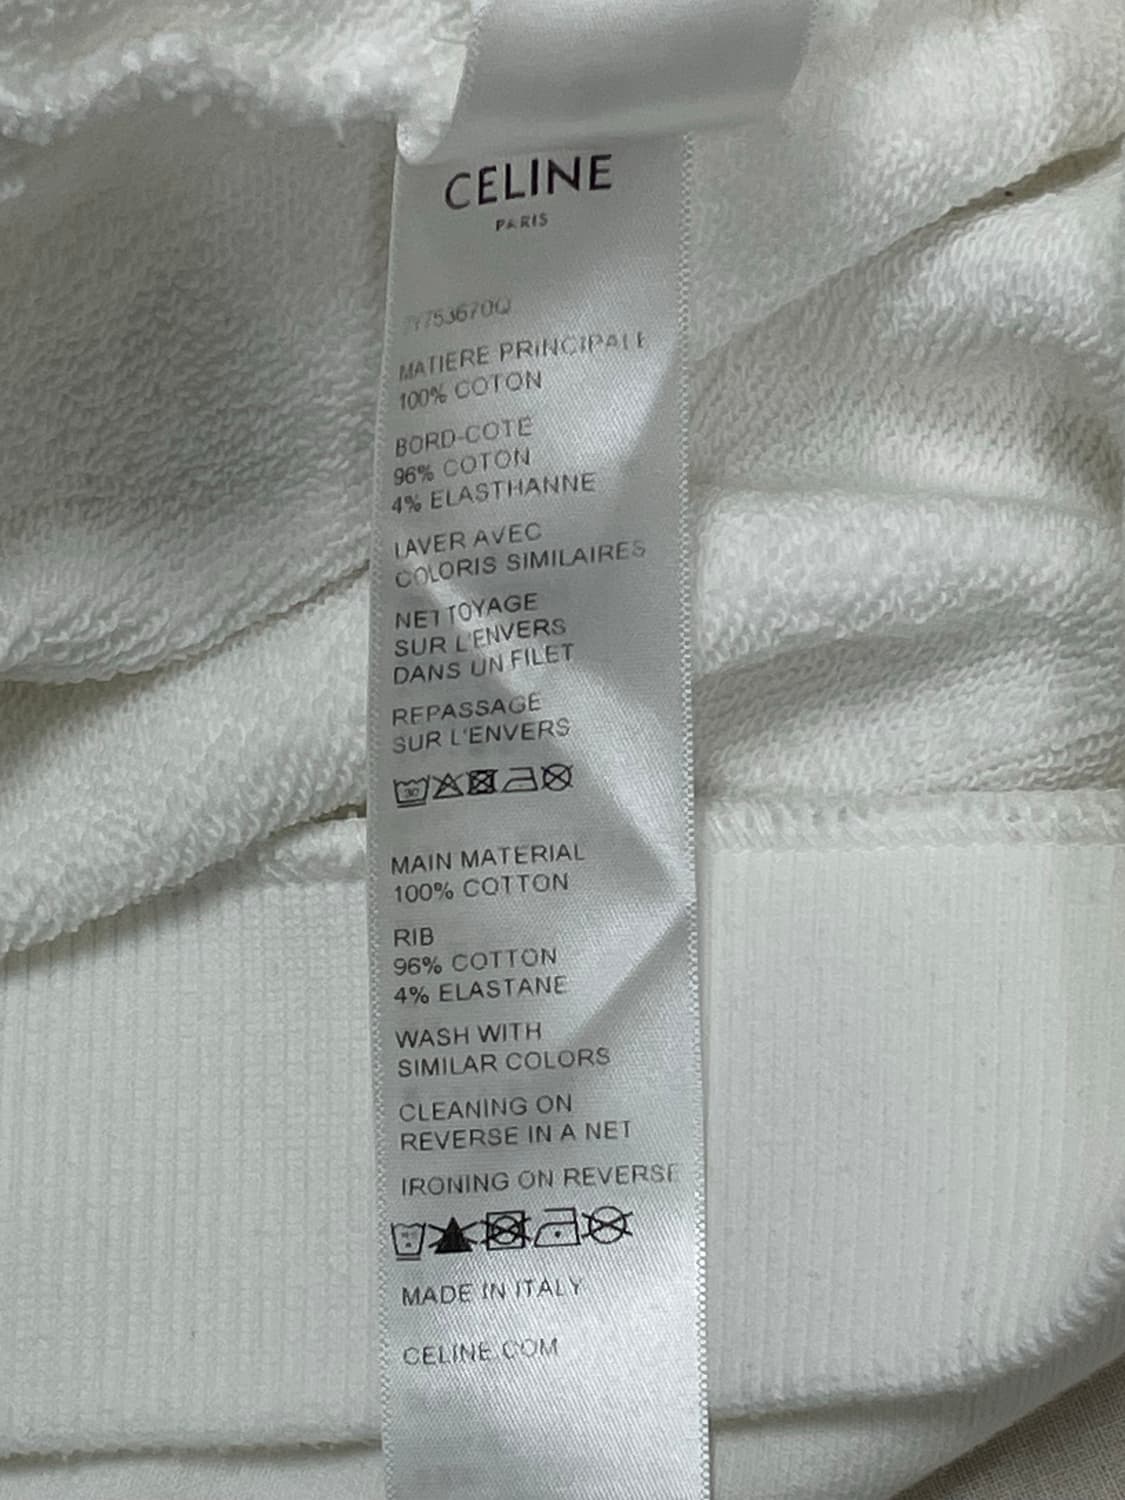 CELINE
PARIS
MATIERE PRINCIPALE
100% COTON
BORD-COTE
96% COTON
4% ELASTHANNE
LAVER AVEC
COLORIS SIMILAIRES
NETTOYAGE
SUR L'ENVERS
DANS UN FILET
REPASSAGE
SUR L'ENVERS
30
MAIN MATERIAL
100% COTTON
RIB
96% COTTON
4% ELASTANE
WASH WITH
SIMILAR COLORS
CLEANING ON
REVERSE IN A NET
IRONING ON REVERSE
MADE IN ITALY
CELINE.COM